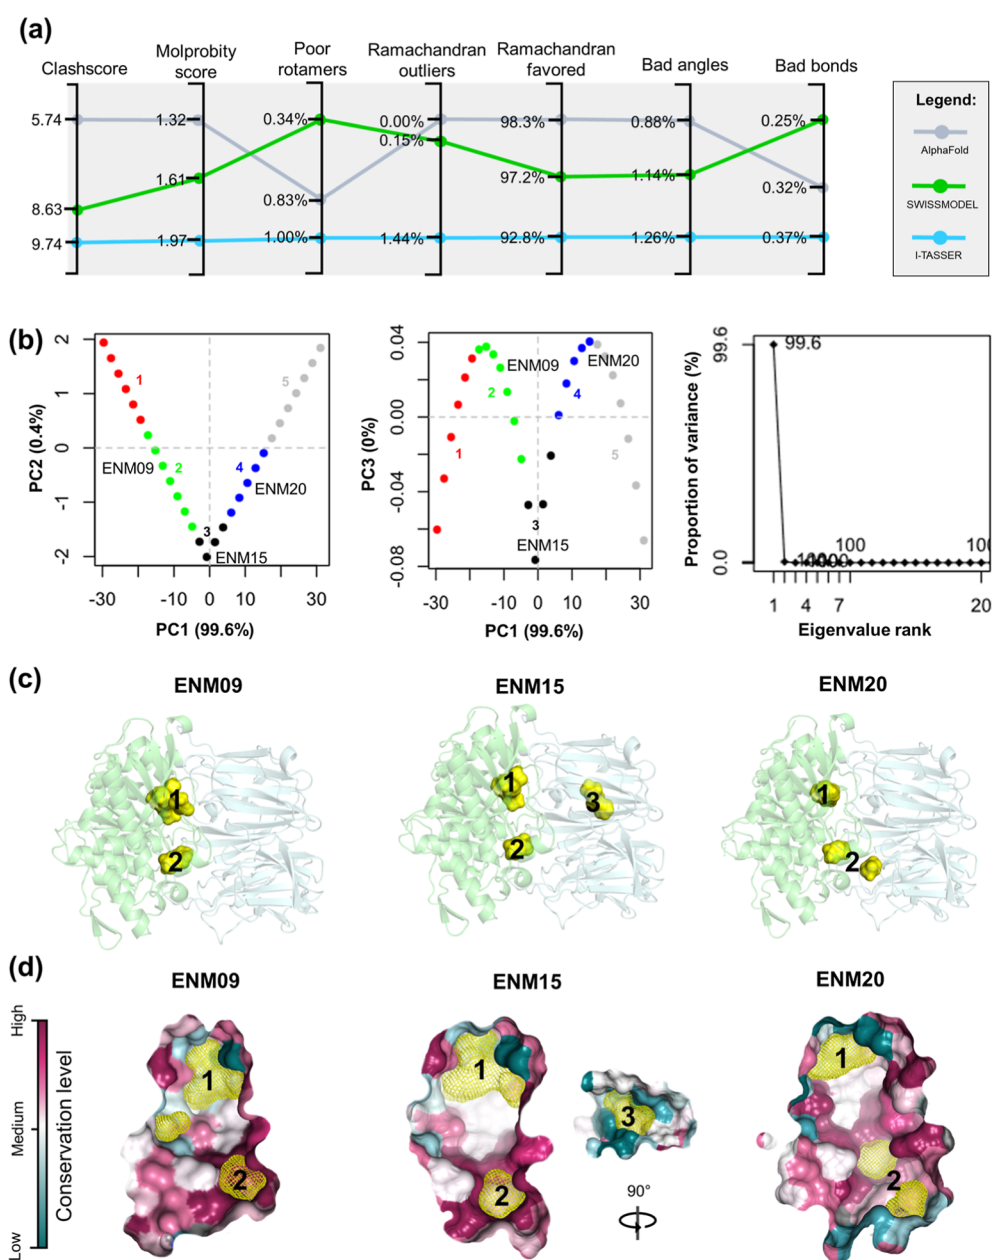 (a)
Clashscore
Molprobity
score
Poor
rotamers
Ramachandran
outliers
Ramachandran
favored
Bad angles
Bad bonds
5.74
1.32
0.34%
0.00%
98.3%
0.88%
0.25%
0.15%
1.61
97.2%
1.14%
0.32%
8.63
0.83%
9.74
1.97
1.00%
1.44%
92.8%
1.26%
0.37%
Legend:
AlphaFold
SWISSMODEL
I-TASSER
(b)
PC2 (0.4%)
2
1
0
-1
-2
1
5
ENM09
2
4
ENM20
3
ENM15
-30
-10
0
10
30
PC1 (99.6%)
PC3 (0%)
0.04
0.00
-0.04
-0.08
ENM09
ENM20
2
4
1
5
3
ENM15
-30
-10
0
10
30
PC1 (99.6%)
Proportion of variance (%)
99.6
0.0
99.6
100
1
4
7
20
Eigenvalue rank
(c)
ENM09
ENM15
ENM20
1
2
1
3
2
1
2
(d)
ENM09
ENM15
ENM20
High
Medium
Low
Conservation level
1
2
1
2
3
90°
1
2